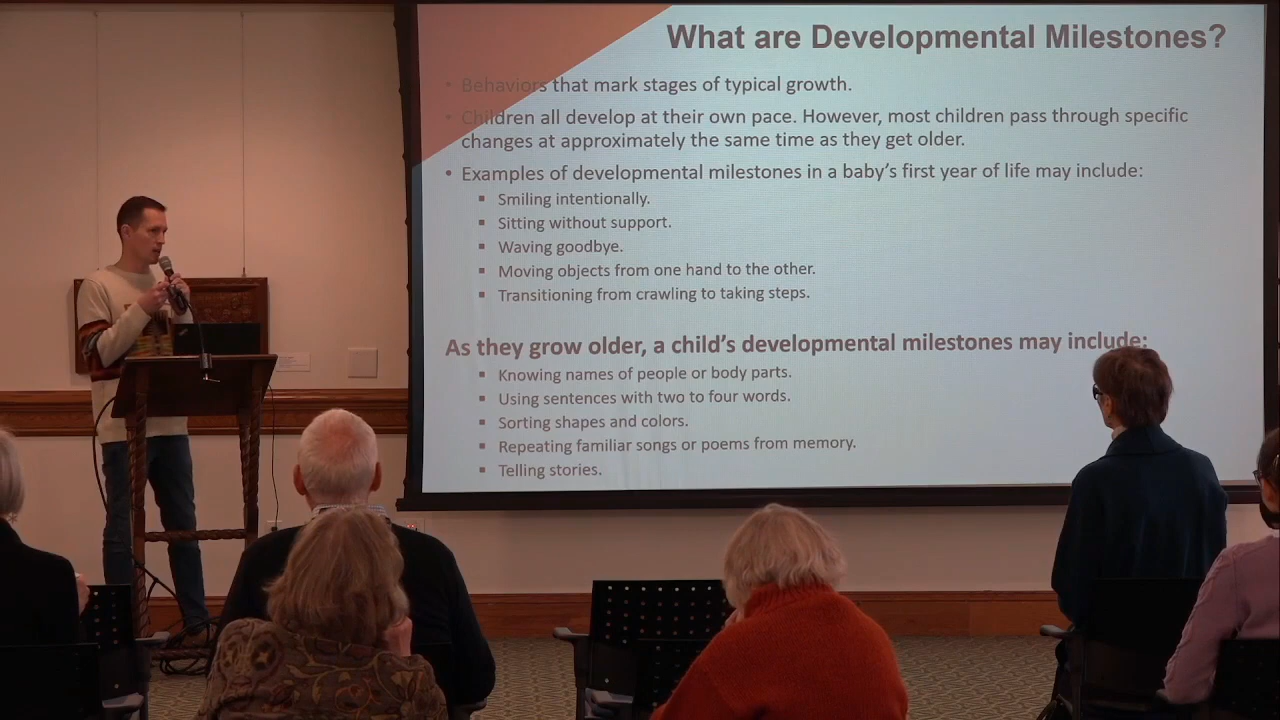 What are Developmental Milestones?
• Behaviors that mark stages of typical growth.
• Children all develop at their own pace. However, most children pass through specific
changes at approximately the same time as they get older.
• Examples of developmental milestones in a baby's first year of life may include:
▪ Smiling intentionally.
▪ Sitting without support.
▪ Waving goodbye.
▪ Moving objects from one hand to the other.
▪ Transitioning from crawling to taking steps.
As they grow older, a child's developmental milestones may include:
▪ Knowing names of people or body parts.
▪ Using sentences with two to four words.
▪ Sorting shapes and colors.
▪ Repeating familiar songs or poems from memory.
▪ Telling stories.